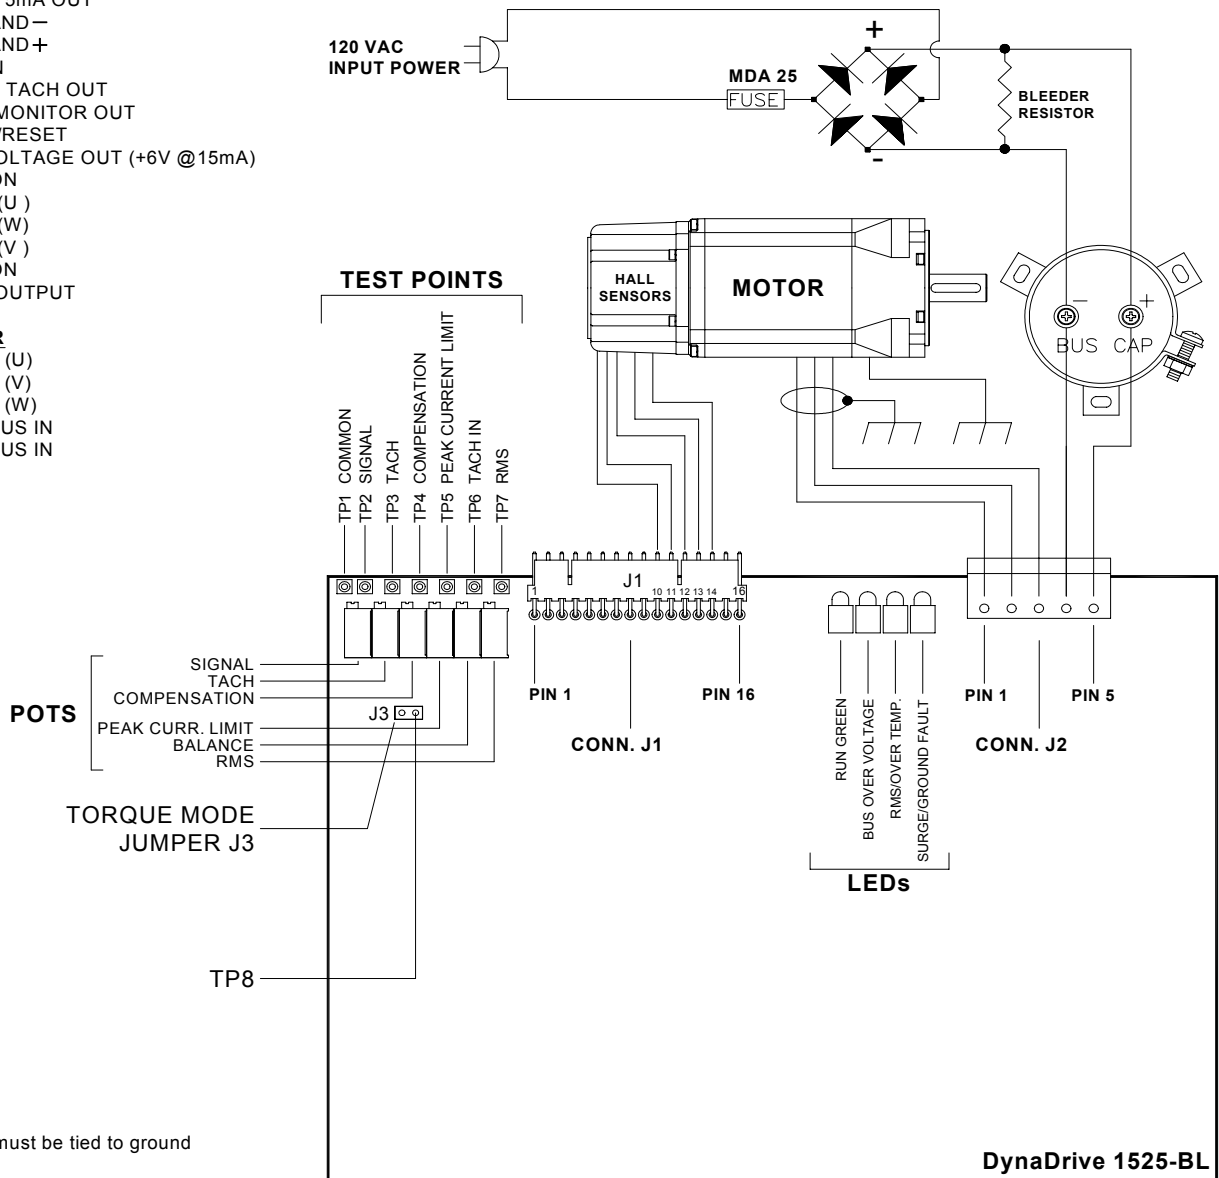 5mA OUT
AND−
AND+
N
TACH OUT
MONITOR OUT
/RESET
OLTAGE OUT (+6V @15mA)
ON
(U )
(W)
(V )
ON
OUTPUT
R
(U)
(V)
(W)
US IN
US IN
120 VAC
INPUT POWER
MDA 25
FUSE
+
-
BLEEDER
RESISTOR
HALL
SENSORS
MOTOR
− +
BUS CAP
TEST POINTS
TP1 COMMON
TP2 SIGNAL
TP3 TACH
TP4 COMPENSATION
TP5 PEAK CURRENT LIMIT
TP6 TACH IN
TP7 RMS
J1
1 10 11 12 13 14 16
PIN 1
PIN 16
CONN. J1
PIN 1
PIN 5
CONN. J2
POTS
SIGNAL
TACH
COMPENSATION
PEAK CURR. LIMIT
BALANCE
RMS
J3
TORQUE MODE
JUMPER J3
TP8
RUN GREEN
BUS OVER VOLTAGE
RMS/OVER TEMP.
SURGE/GROUND FAULT
LEDs
must be tied to ground
DynaDrive 1525-BL